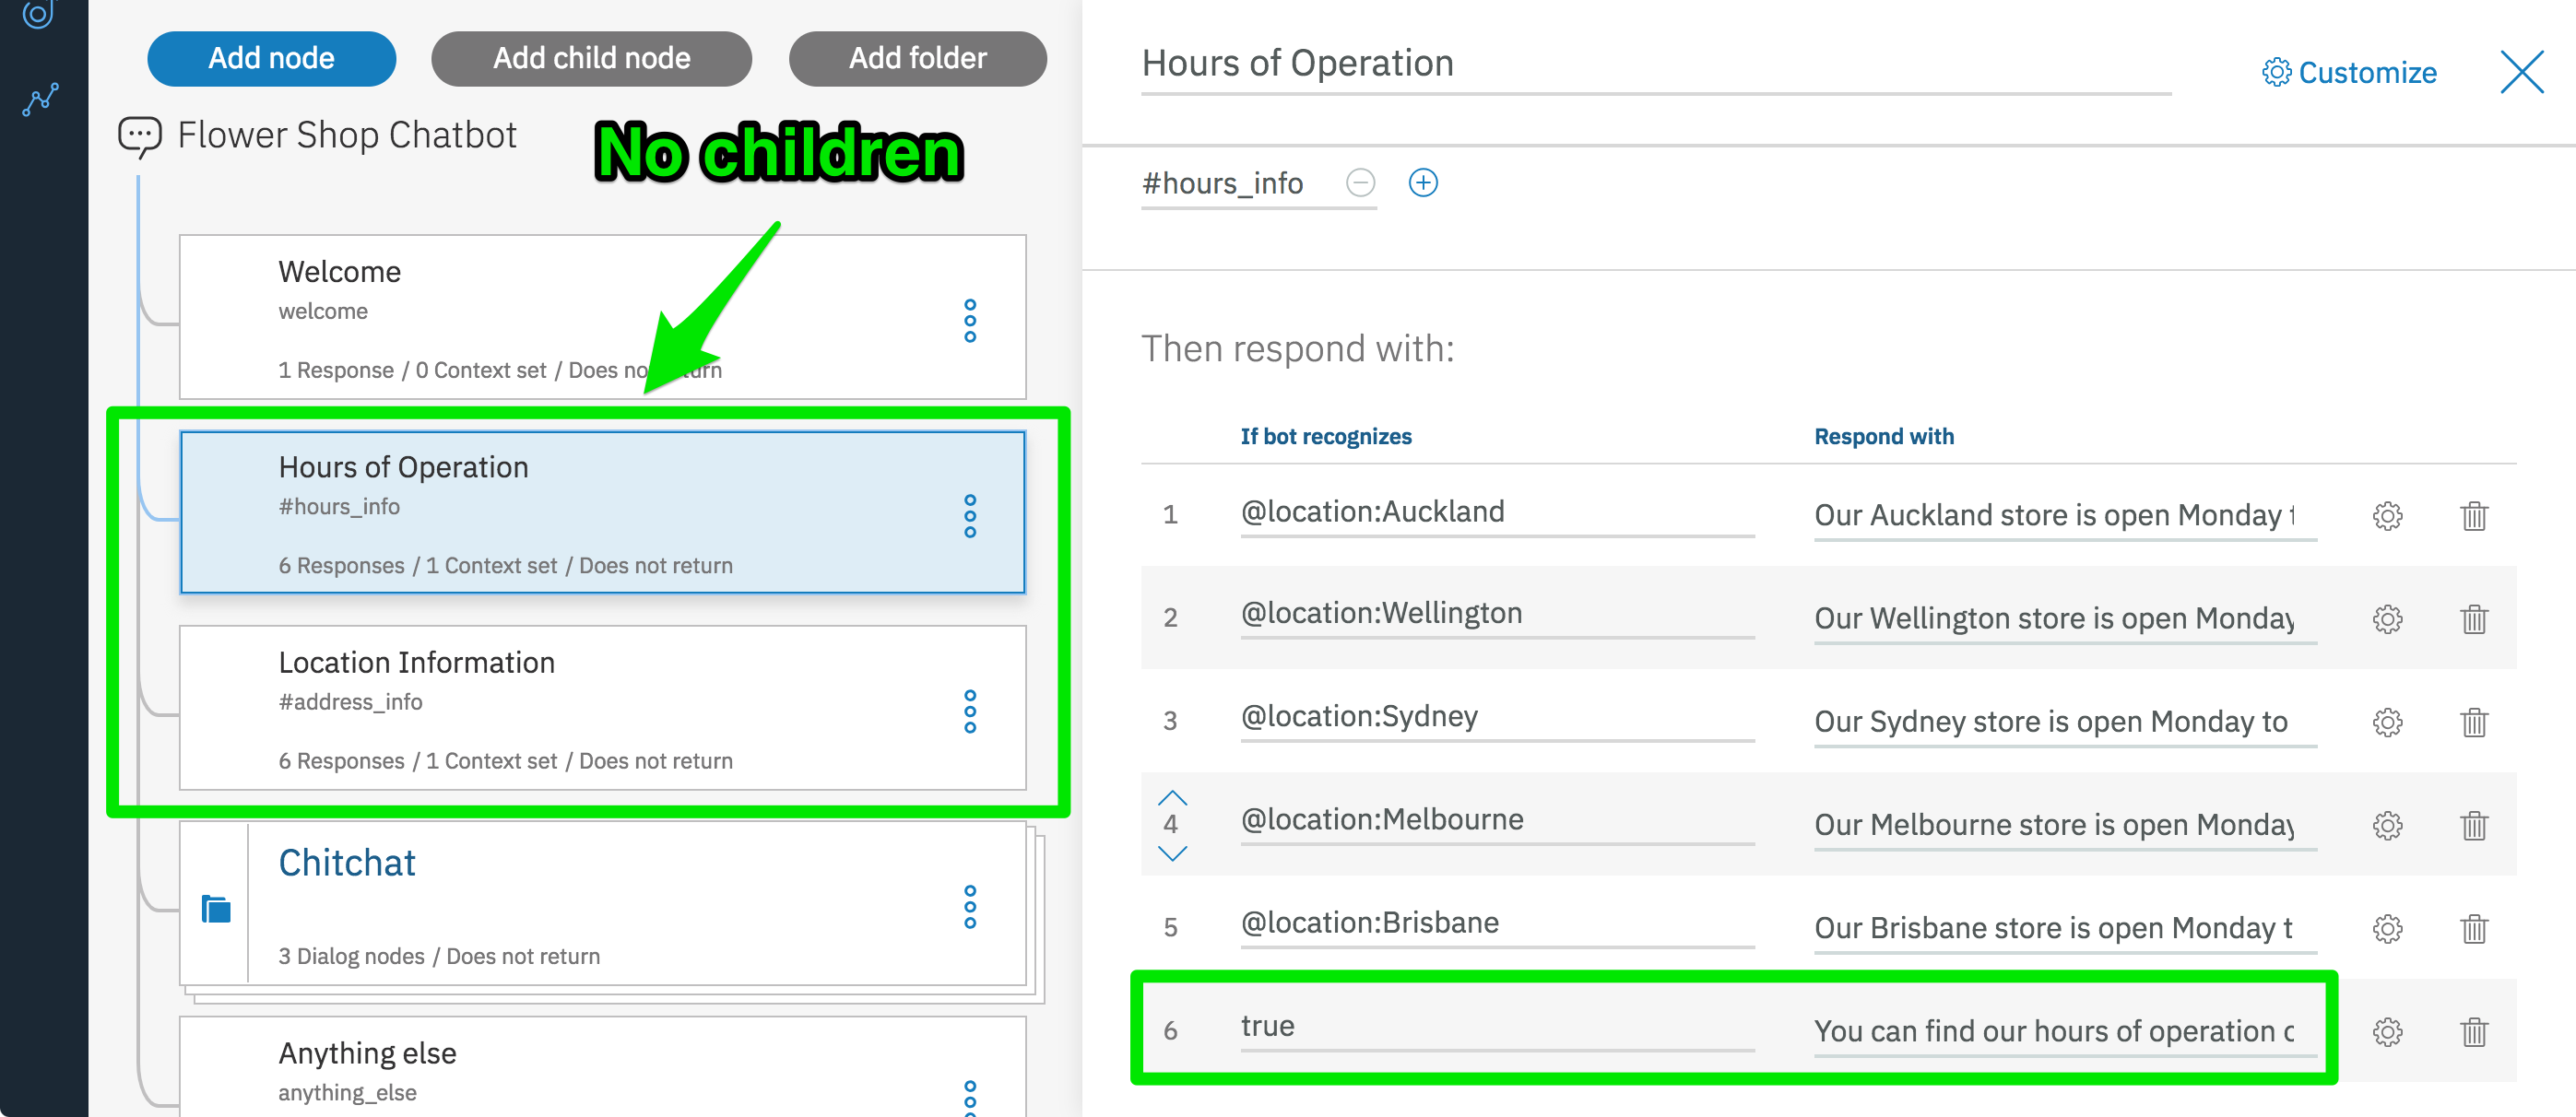 Add node
Add child node
Add folder
Flower Shop Chatbot
No children
Welcome
welcome
1 Response / 0 Context set / Does no urn
Hours of Operation
#hours_info
6 Responses / 1 Context set / Does not return
Location Information
#address_info
6 Responses / 1 Context set / Does not return
Chitchat
3 Dialog nodes / Does not return
Anything else
anything_else
Hours of Operation
Customize
#hours_info
Then respond with:
If bot recognizes Respond with
1 @location:Auckland Our Auckland store is open Monday t
2 @location:Wellington Our Wellington store is open Monday
3 @location:Sydney Our Sydney store is open Monday to
4 @location:Melbourne Our Melbourne store is open Monday
5 @location:Brisbane Our Brisbane store is open Monday t
6 true You can find our hours of operation